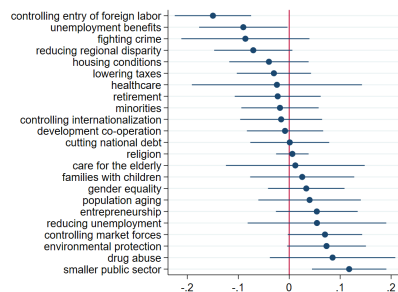 controlling entry of foreign labor
unemployment benefits
fighting crime
reducing regional disparity
housing conditions
lowering taxes
healthcare
retirement
minorities
controlling internationalization
development co-operation
cutting national debt
religion
care for the elderly
families with children
gender equality
population aging
entrepreneurship
reducing unemployment
controlling market forces
environmental protection
drug abuse
smaller public sector
-.2 -.1 0 .1 .2